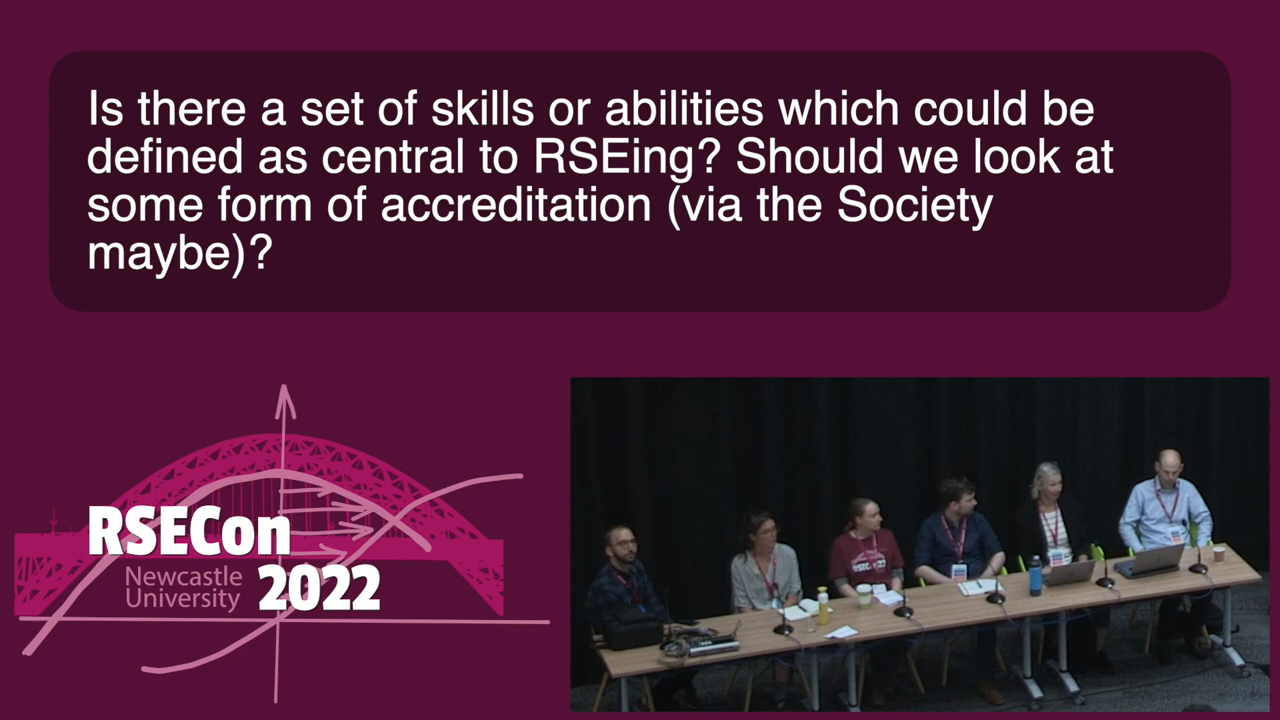 Is there a set of skills or abilities which could be
defined as central to RSEing? Should we look at
some form of accreditation (via the Society
maybe)?
RSECon
Newcastle
University
2022
RSECon22